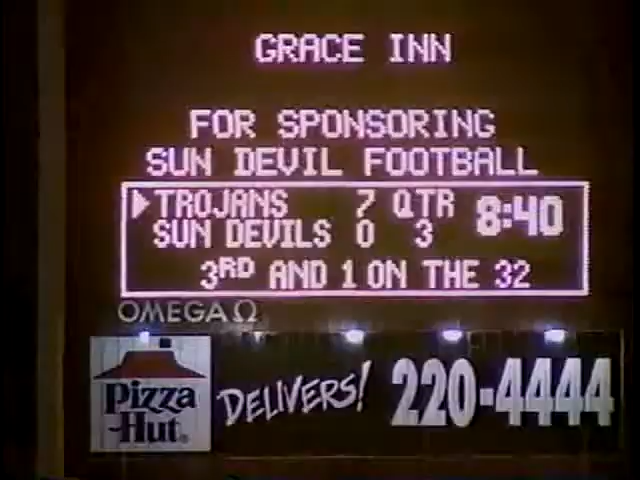 GRACE INN
FOR SPONSORING
SUN DEVIL FOOTBALL
TROJANS 7 QTR 8:40
SUN DEVILS 0 3
3RD AND 1 ON THE 32
OMEGA Ω
Pizza Hut® DELIVERS! 220-4444